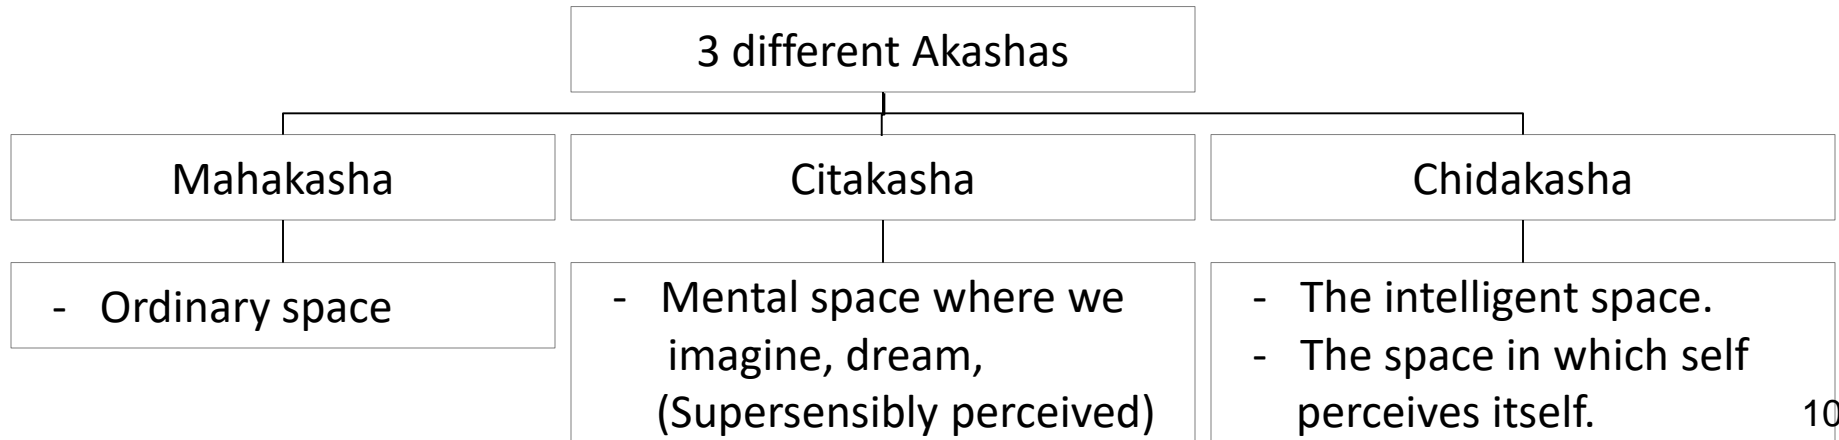 3 different Akashas
Mahakasha
Citakasha
Chidakasha
- Ordinary space
- Mental space where we
imagine, dream,
(Supersensibly perceived)
- The intelligent space.
- The space in which self
perceives itself.
10